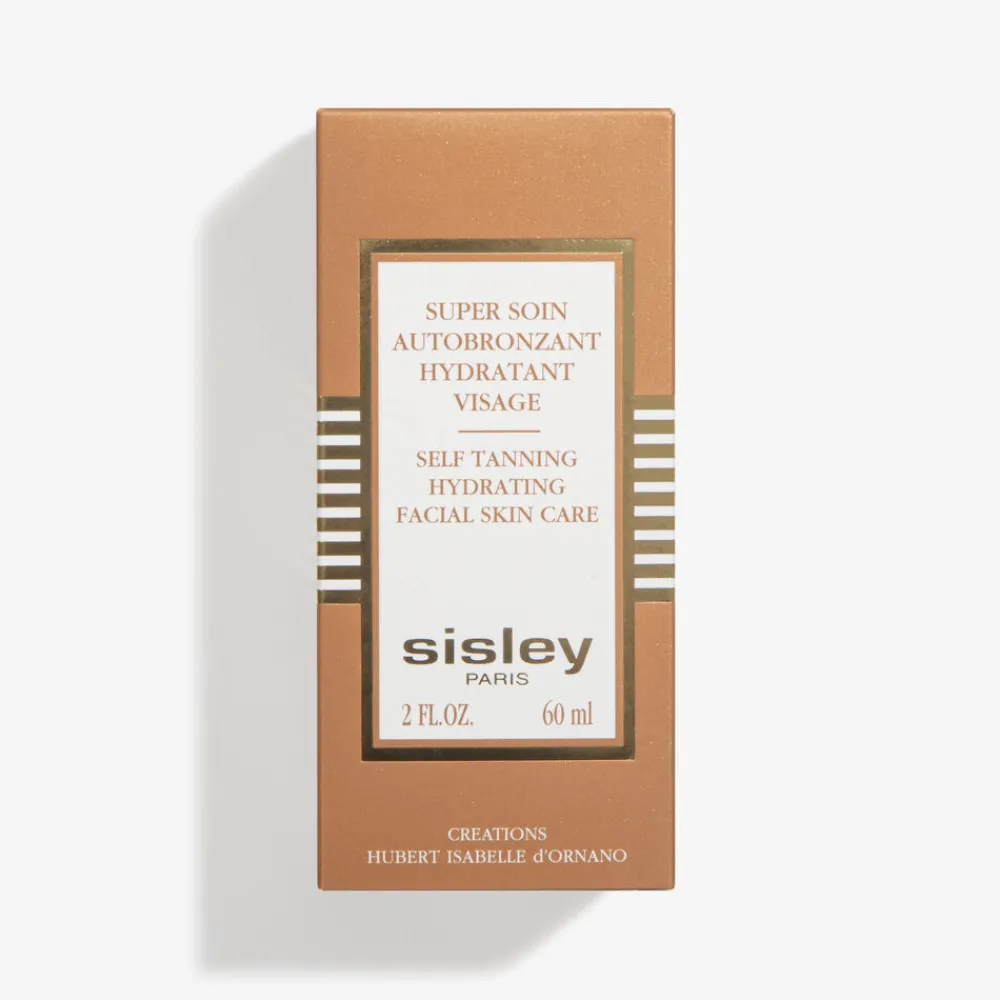 SUPER SOIN
AUTOBRONZANT
HYDRATANT
VISAGE
SELF TANNING
HYDRATING
FACIAL SKIN CARE
sisley
PARIS
2 FL.OZ. 60 ml
CREATIONS
HUBERT ISABELLE d'ORNANO